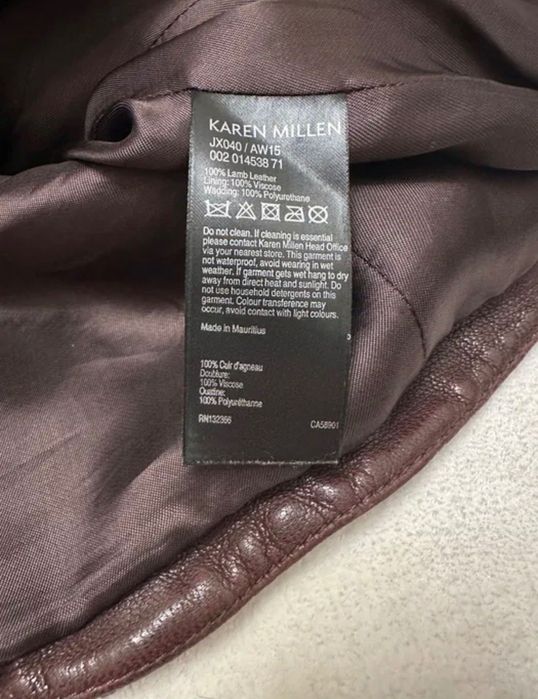 KAREN MILLEN
JX040 / AW15
002 014538 71
100% Lamb Leather
Lining: 100% Viscose
Wadding: 100% Polyurethane
Do not clean. If cleaning is essential
please contact Karen Millen Head Office
via your nearest store. This garment is
not waterproof, avoid wearing in wet
weather. If garment gets wet hang to dry
away from direct heat and sunlight. Do
not use household detergents on this
garment. Colour transference may
occur, avoid contact with light colours.
Made in Mauritius
100% Cuir d'agneau
Doublure:
100% Viscose
Ouatine:
100% Polyuréthanne
RN132366
CA58901